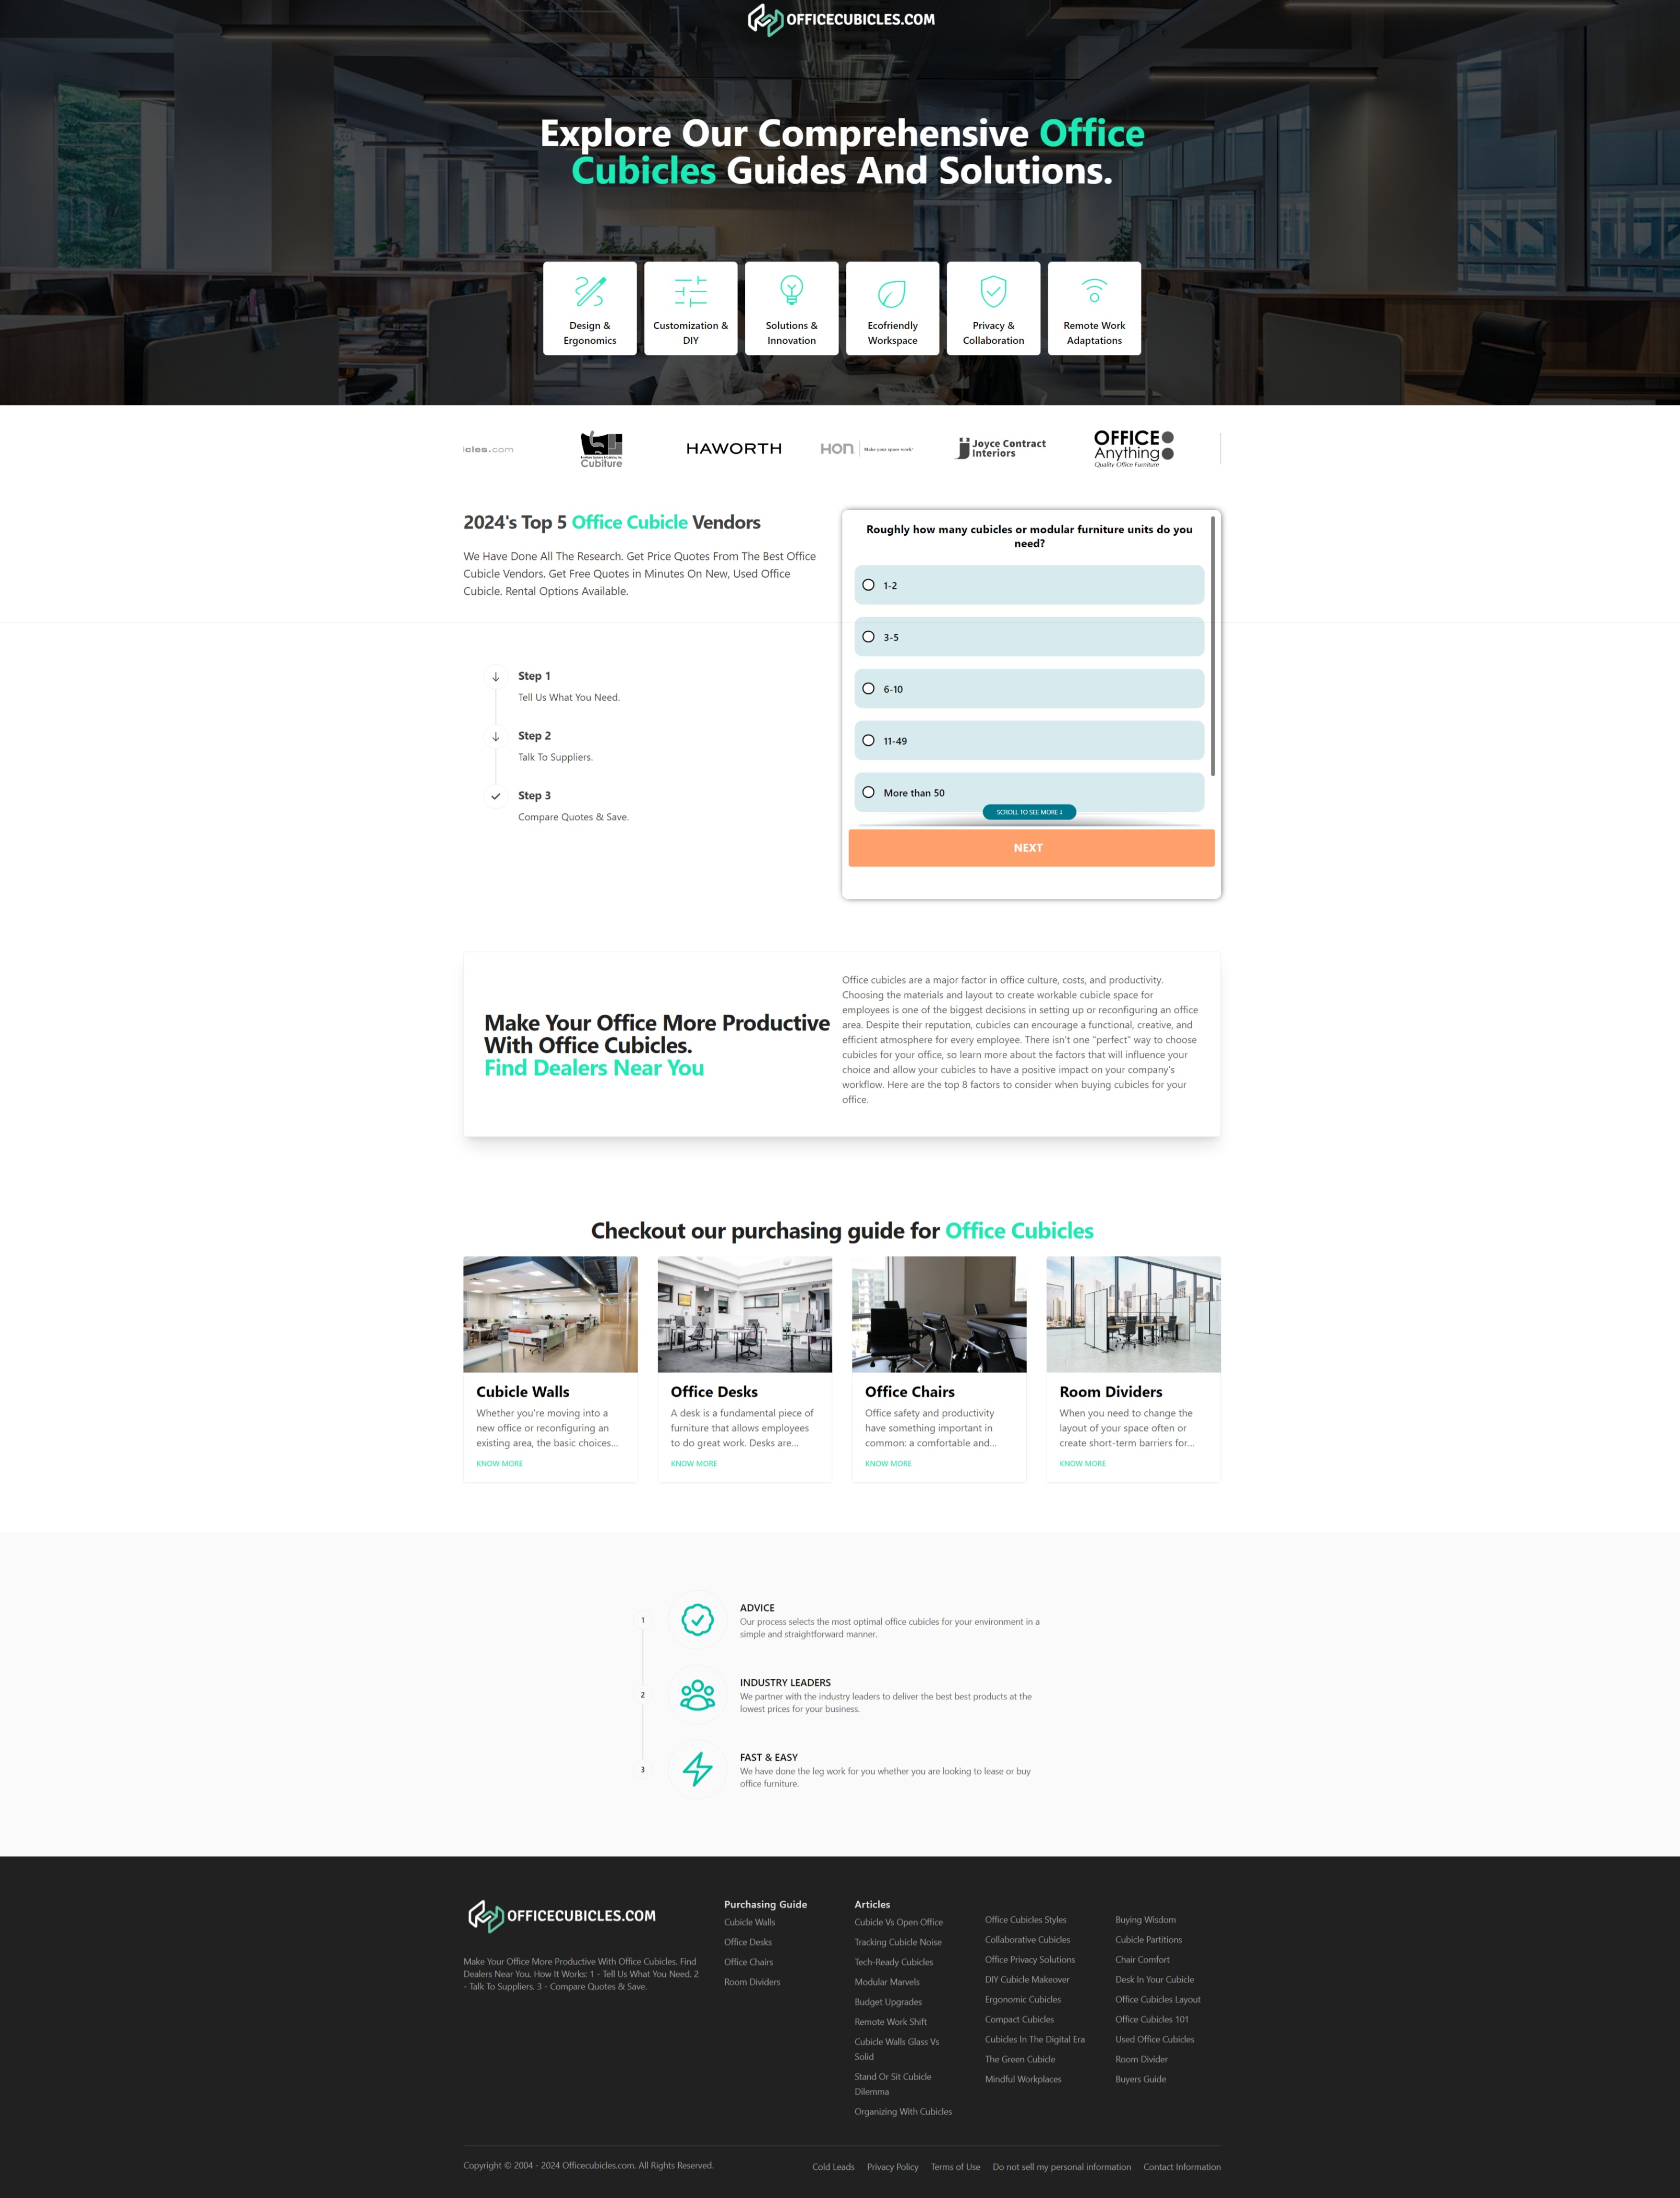 OFFICECUBICLES.COM
Explore Our Comprehensive Office
Cubicles Guides And Solutions.
Design &
Ergonomics
Customization &
DIY
Solutions &
Innovation
Ecofriendly
Workspace
Privacy &
Collaboration
Remote Work
Adaptations
cles.com
Cubiture
HAWORTH
HON
Make your space work.
Joyce Contract
Interiors
OFFICE
Anything
Quality Office Furniture
2024's Top 5 Office Cubicle Vendors
We Have Done All The Research. Get Price Quotes From The Best Office
Cubicle Vendors. Get Free Quotes in Minutes On New, Used Office
Cubicle. Rental Options Available.
Step 1
Tell Us What You Need.
Step 2
Talk To Suppliers.
Step 3
Compare Quotes & Save.
Roughly how many cubicles or modular furniture units do you
need?
1-2
3-5
6-10
11-49
More than 50
SCROLL TO SEE MORE ↓
NEXT
Make Your Office More Productive
With Office Cubicles.
Find Dealers Near You
Office cubicles are a major factor in office culture, costs, and productivity.
Choosing the materials and layout to create workable cubicle space for
employees is one of the biggest decisions in setting up or reconfiguring an office
area. Despite their reputation, cubicles can encourage a functional, creative, and
efficient atmosphere for every employee. There isn't one "perfect" way to choose
cubicles for your office, so learn more about the factors that will influence your
choice and allow your cubicles to have a positive impact on your company's
workflow. Here are the top 8 factors to consider when buying cubicles for your
office.
Checkout our purchasing guide for Office Cubicles
Cubicle Walls
Whether you're moving into a
new office or reconfiguring an
existing area, the basic choices...
KNOW MORE
Office Desks
A desk is a fundamental piece of
furniture that allows employees
to do great work. Desks are...
KNOW MORE
Office Chairs
Office safety and productivity
have something important in
common: a comfortable and...
KNOW MORE
Room Dividers
When you need to change the
layout of your space often or
create short-term barriers for...
KNOW MORE
1
ADVICE
Our process selects the most optimal office cubicles for your environment in a
simple and straightforward manner.
2
INDUSTRY LEADERS
We partner with the industry leaders to deliver the best best products at the
lowest prices for your business.
3
FAST & EASY
We have done the leg work for you whether you are looking to lease or buy
office furniture.
OFFICECUBICLES.COM
Make Your Office More Productive With Office Cubicles. Find
Dealers Near You. How It Works: 1 - Tell Us What You Need. 2
- Talk To Suppliers. 3 - Compare Quotes & Save.
Purchasing Guide
Cubicle Walls
Office Desks
Office Chairs
Room Dividers
Articles
Cubicle Vs Open Office
Tracking Cubicle Noise
Tech-Ready Cubicles
Modular Marvels
Budget Upgrades
Remote Work Shift
Cubicle Walls Glass Vs
Solid
Stand Or Sit Cubicle
Dilemma
Organizing With Cubicles
Office Cubicles Styles
Collaborative Cubicles
Office Privacy Solutions
DIY Cubicle Makeover
Ergonomic Cubicles
Compact Cubicles
Cubicles In The Digital Era
The Green Cubicle
Mindful Workplaces
Buying Wisdom
Cubicle Partitions
Chair Comfort
Desk In Your Cubicle
Office Cubicles Layout
Office Cubicles 101
Used Office Cubicles
Room Divider
Buyers Guide
Copyright © 2004 - 2024 Officecubicles.com. All Rights Reserved.
Cold Leads
Privacy Policy
Terms of Use
Do not sell my personal information
Contact Information